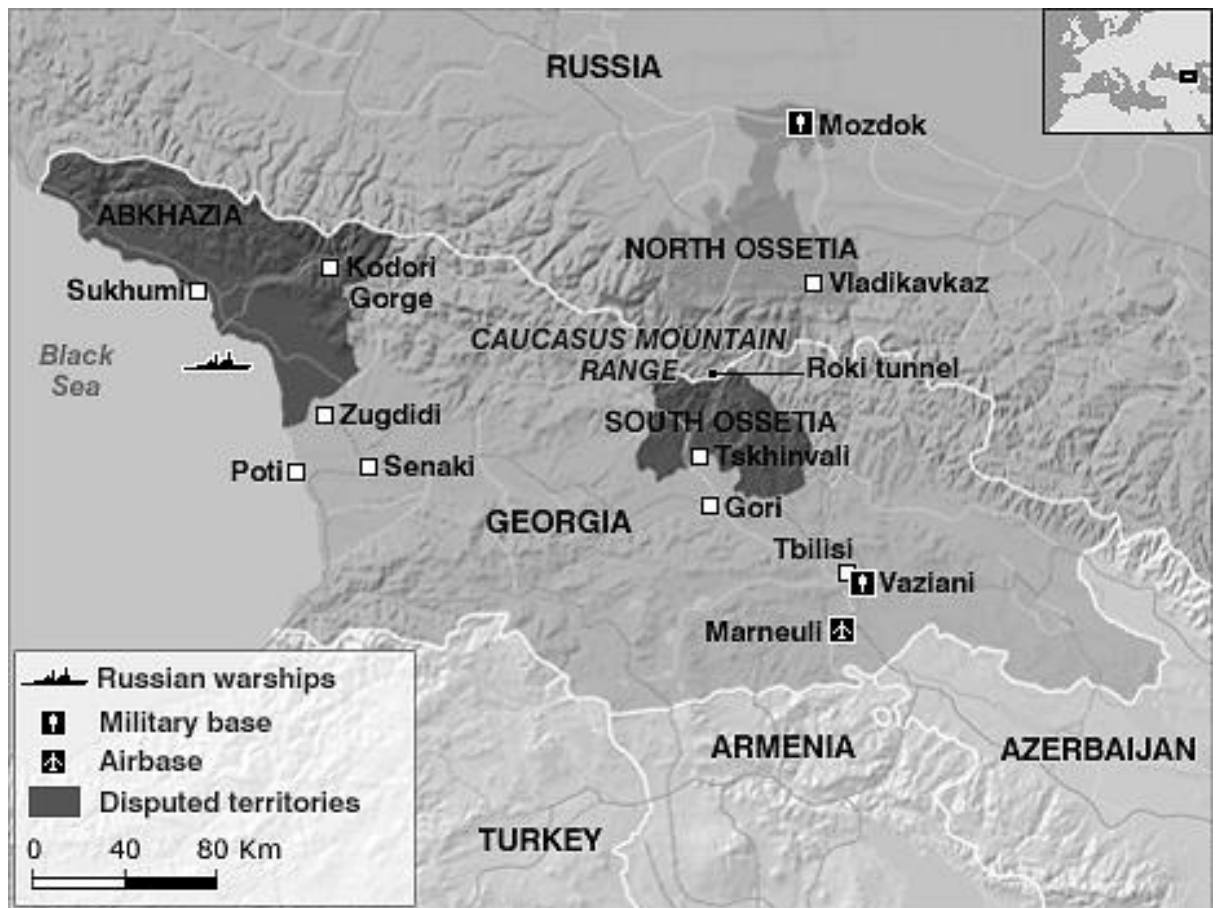 RUSSIA
Mozdok
ABKHAZIA
NORTH OSSETIA
Kodori
Gorge
Sukhumi
Vladikavkaz
Black
Sea
CAUCASUS MOUNTAIN
RANGE
Roki tunnel
Zugdidi
SOUTH OSSETIA
Tskhinvali
Poti
Senaki
Gori
GEORGIA
Tbilisi
Vaziani
Marneuli
Russian warships
Military base
Airbase
Disputed territories
0 40 80 Km
ARMENIA
AZERBAIJAN
TURKEY